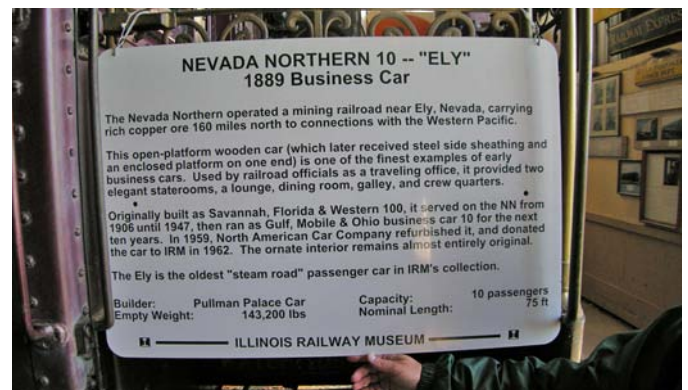 NEVADA NORTHERN 10 -- "ELY"
1889 Business Car
The Nevada Northern operated a mining railroad near Ely, Nevada, carrying
rich copper ore 160 miles north to connections with the Western Pacific.
This open-platform wooden car (which later received steel side sheathing and
an enclosed platform on one end) is one of the finest examples of early
business cars. Used by railroad officials as a traveling office, it provided two
elegant staterooms, a lounge, dining room, galley, and crew quarters.
Originally built as Savannah, Florida & Western 100, it served on the NN from
1906 until 1947, then ran as Gulf, Mobile & Ohio business car 10 for the next
ten years. In 1959, North American Car Company refurbished it, and donated
the car to IRM in 1962. The ornate interior remains almost entirely original.
The Ely is the oldest "steam road" passenger car in IRM's collection.
Builder: Pullman Palace Car Capacity: 10 passengers
Empty Weight: 143,200 lbs Nominal Length: 75 ft
ILLINOIS RAILWAY MUSEUM
RAILWAY EXPRESS